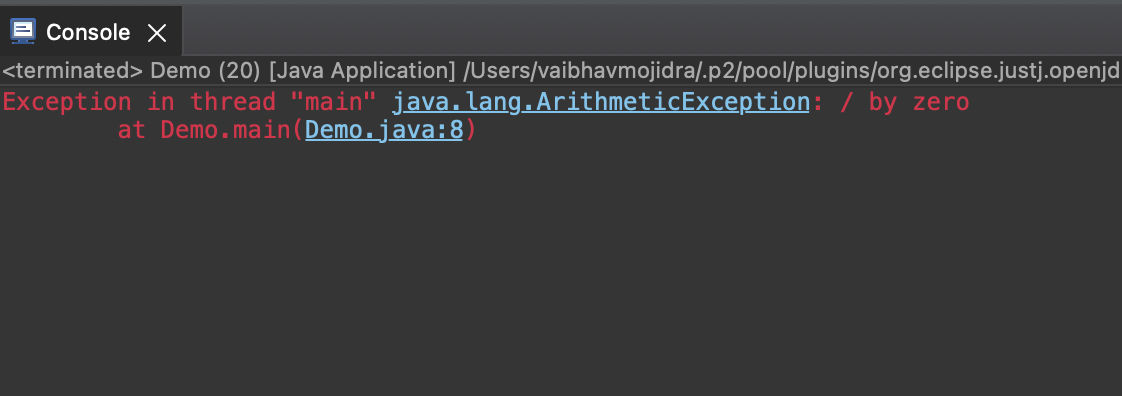 Console
<terminated> Demo (20) [Java Application] /Users/vaibhavmojidra/.p2/pool/plugins/org.eclipse.justj.openjd
Exception in thread "main" java.lang.ArithmeticException: / by zero
	at Demo.main(Demo.java:8)